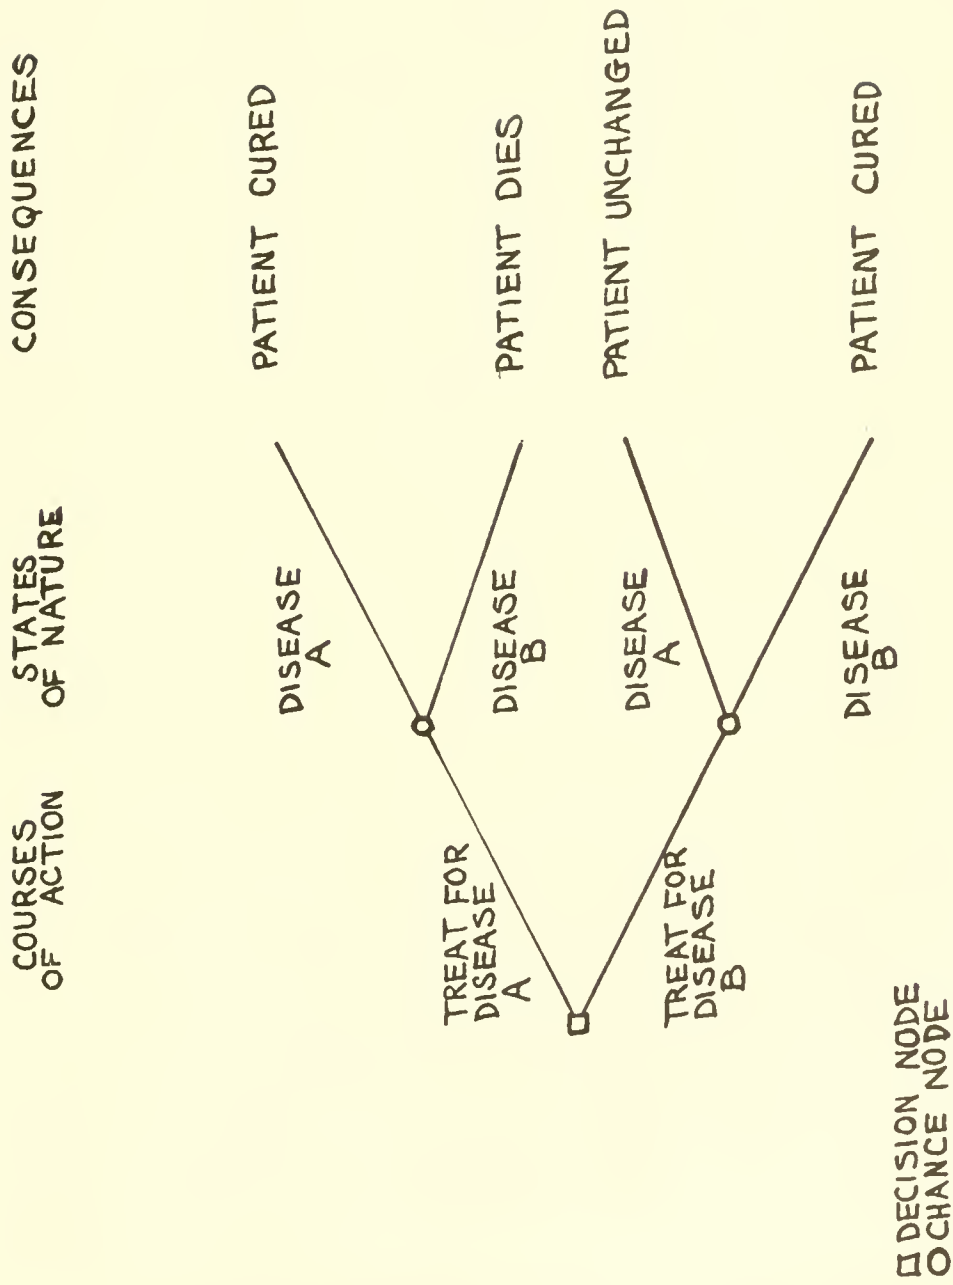 COURSES
OF ACTION
STATES
OF NATURE
CONSEQUENCES
TREAT FOR
DISEASE
A
DISEASE
A
PATIENT CURED
DISEASE
B
PATIENT DIES
TREAT FOR
DISEASE
B
DISEASE
A
PATIENT UNCHANGED
DISEASE
B
PATIENT CURED
DECISION NODE
CHANCE NODE